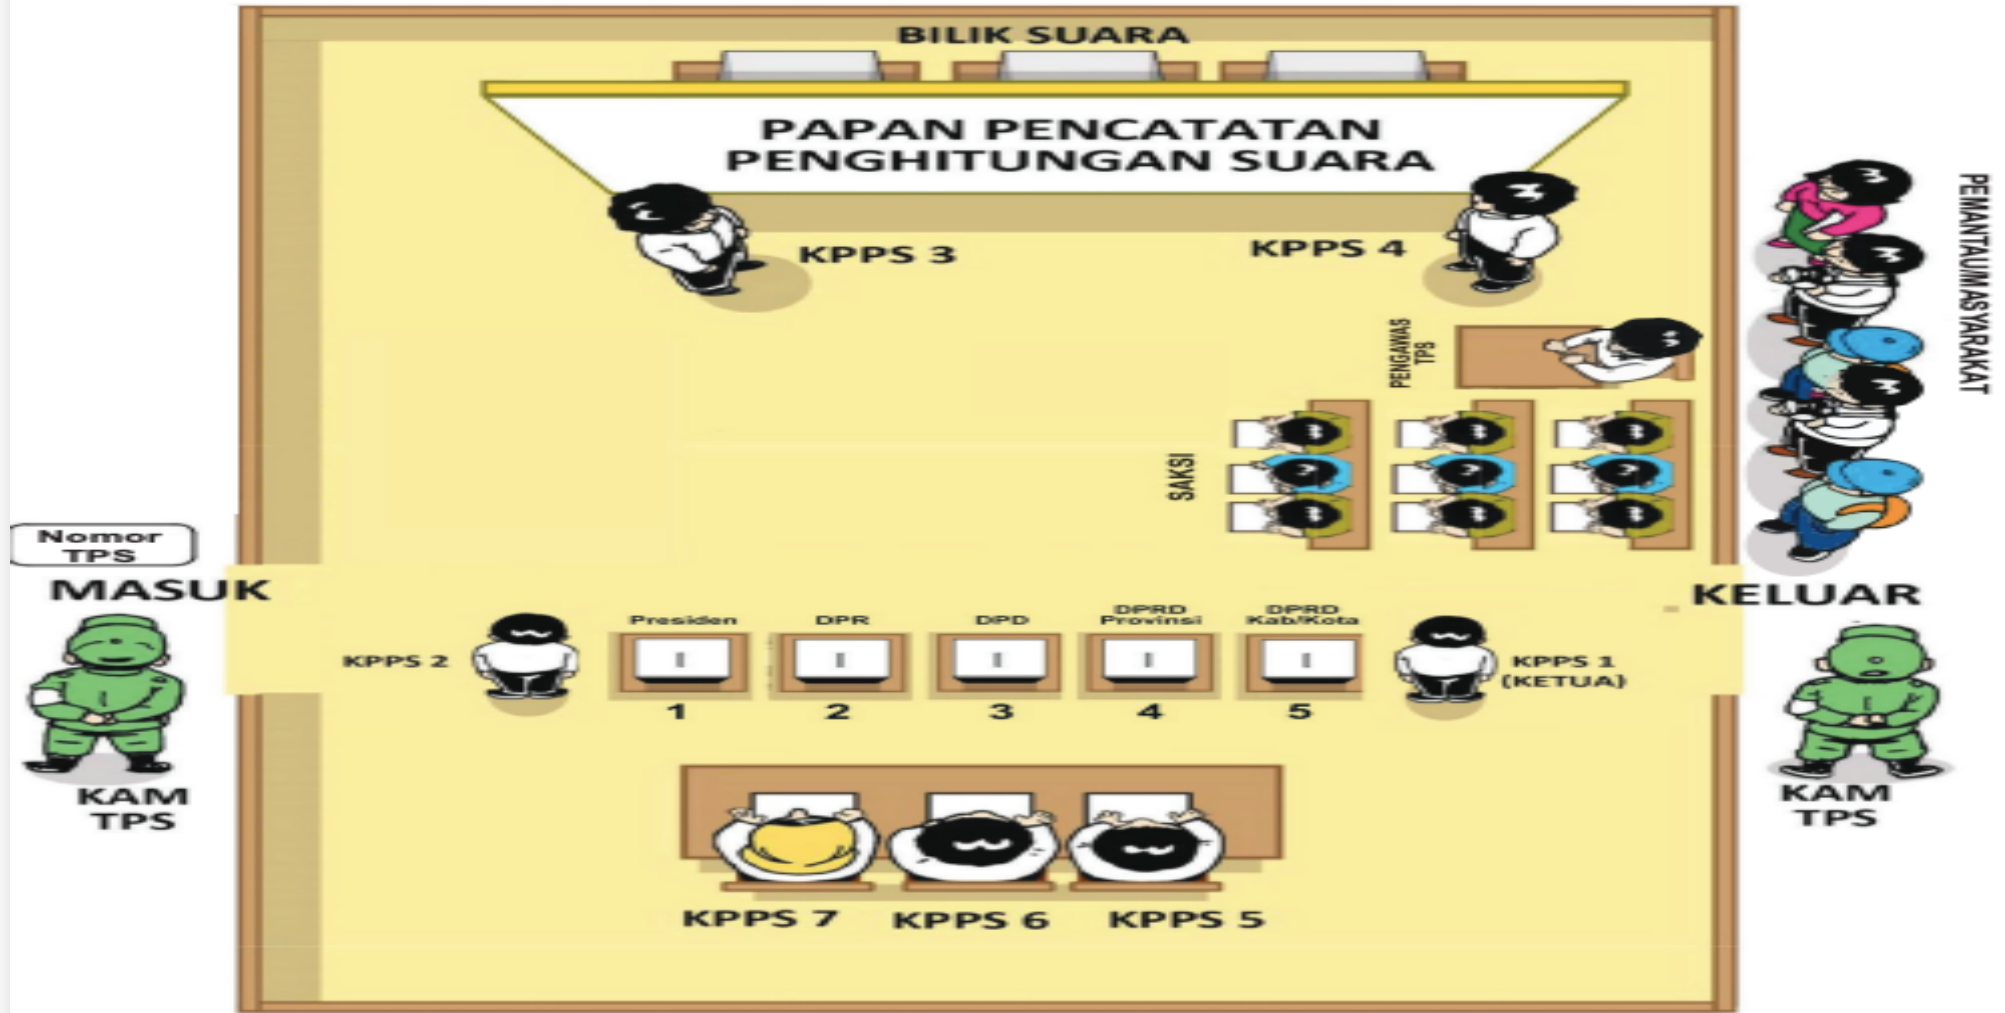 BILIK SUARA
PAPAN PENCATATAN
PENGHITUNGAN SUARA
KPPS 3
KPPS 4
PENGAWAS
TPS
SAKSI
PEMANTAUMASYARAKAT
Nomor
TPS
MASUK
KELUAR
KPPS 2
Presiden
DPR
DPD
DPRD
Provinsi
DPRD
Kab/Kota
KPPS 1
(KETUA)
1
2
3
4
5
KAM
TPS
KAM
TPS
KPPS 7
KPPS 6
KPPS 5